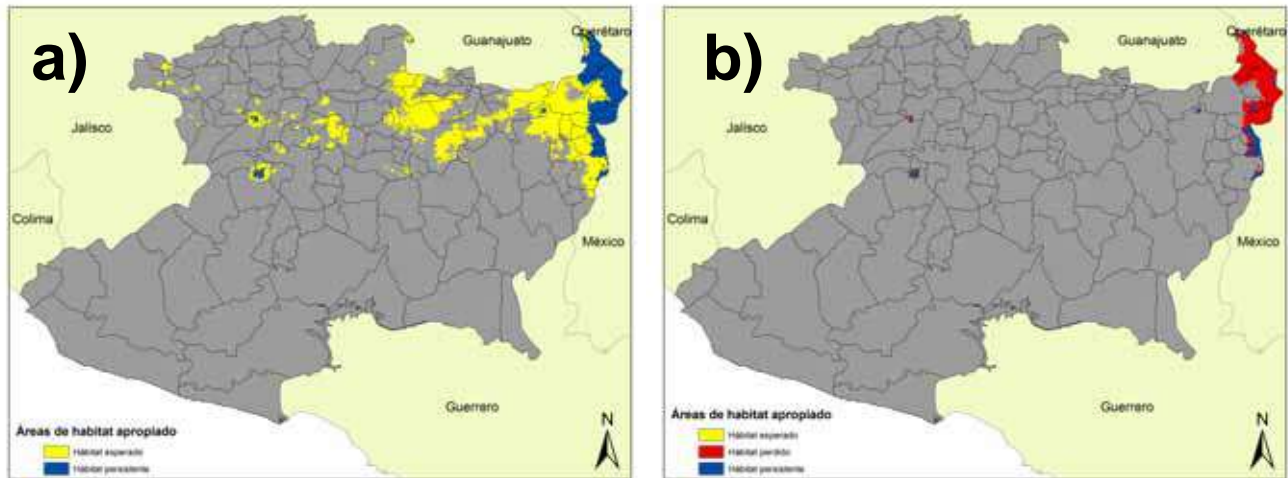 a)
Guanajuato
Querétaro
Jalisco
Colima
México
Guerrero
N
Áreas de habitat apropiado
Hábitat esperado
Hábitat persistente
b)
Guanajuato
Querétaro
Jalisco
Colima
México
Guerrero
N
Áreas de habitat apropiado
Hábitat esperado
Hábitat perdido
Hábitat persistente